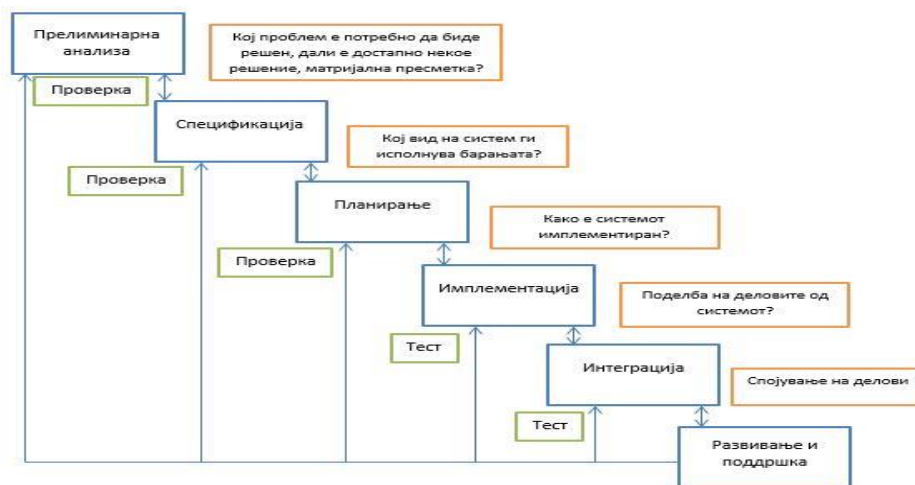 Прелиминарна
анализа
Кој проблем е потребно да биде
решен, дали е достапно некое
решение, матријална пресметка?
Проверка
Спецификација
Кој вид на систем ги
исполнува барањата?
Проверка
Планирање
Како е системот
имплементиран?
Проверка
Имплементација
Поделба на деловите од
системот?
Тест
Интеграција
Спојување на делови
Тест
Развивање и
поддршка